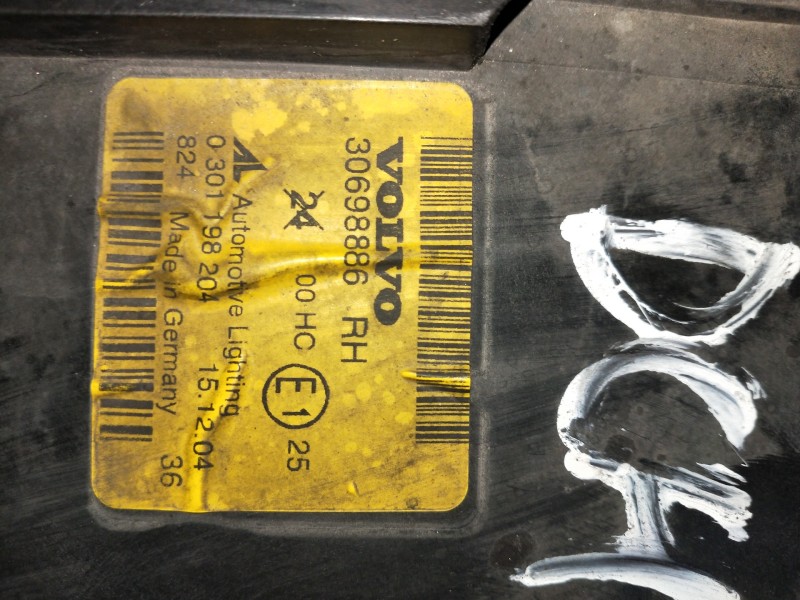 VOLVO
30698886 RH
24 00 HC E1 25
AL Automotive Lighting
0 301 198 204 15.12.04
824 Made in Germany 36